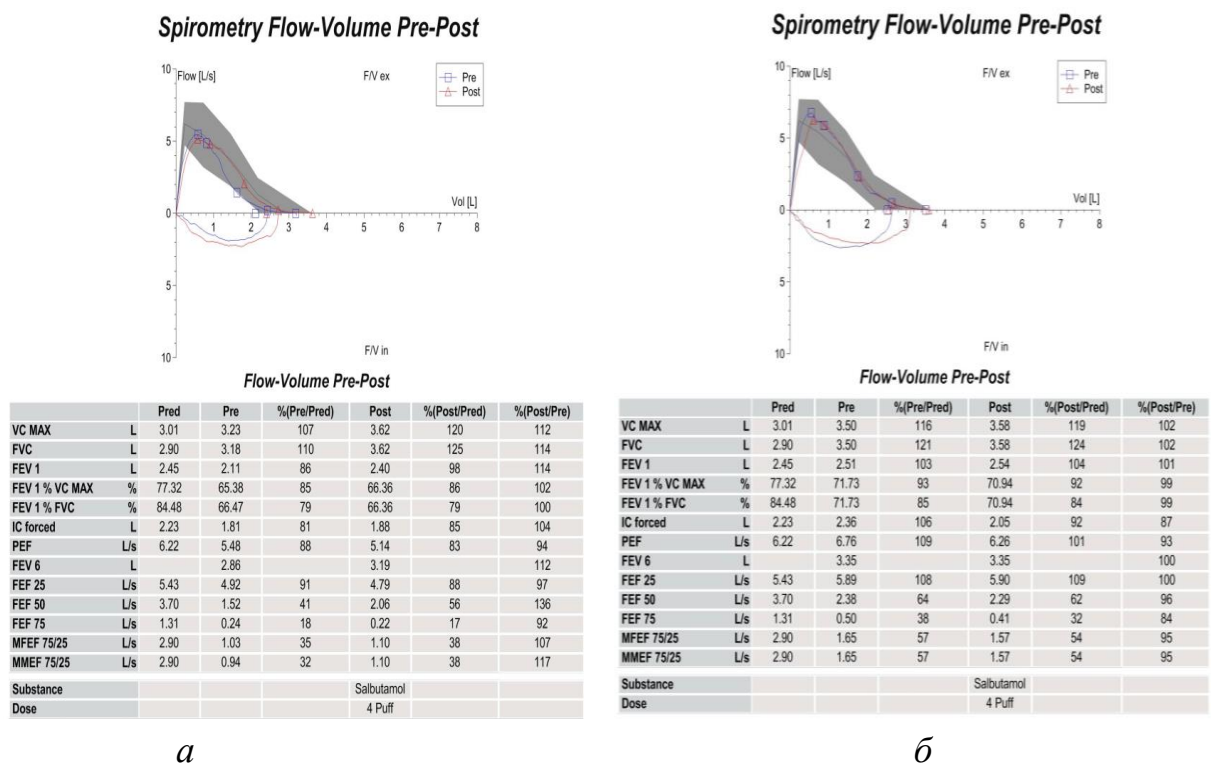 Spirometry Flow-Volume Pre-Post
10 Flow [L/s] F/V ex Pre
Post
5
0 Vol [L]
1 2 3 4 5 6 7 8
5
10 F/V in
Flow-Volume Pre-Post
Pred Pre %(Pre/Pred) Post %(Post/Pred) %(Post/Pre)
VC MAX L 3.01 3.23 107 3.62 120 112
FVC L 2.90 3.18 110 3.62 125 114
FEV 1 L 2.45 2.11 86 2.40 98 114
FEV 1 % VC MAX % 77.32 65.38 85 66.36 86 102
FEV 1 % FVC % 84.48 66.47 79 66.36 79 100
IC forced L 2.23 1.81 81 1.88 85 104
PEF L/s 6.22 5.48 88 5.14 83 94
FEV 6 L 2.86 3.19 112
FEF 25 L/s 5.43 4.92 91 4.79 88 97
FEF 50 L/s 3.70 1.52 41 2.06 56 136
FEF 75 L/s 1.31 0.24 18 0.22 17 92
MFEF 75/25 L/s 2.90 1.03 35 1.10 38 107
MMEF 75/25 L/s 2.90 0.94 32 1.10 38 117
Substance Salbutamol
Dose 4 Puff
а
Spirometry Flow-Volume Pre-Post
10 Flow [L/s] F/V ex Pre
Post
5
0 Vol [L]
1 2 3 4 5 6 7 8
5
10 F/V in
Flow-Volume Pre-Post
Pred Pre %(Pre/Pred) Post %(Post/Pred) %(Post/Pre)
VC MAX L 3.01 3.50 116 3.58 119 102
FVC L 2.90 3.50 121 3.58 124 102
FEV 1 L 2.45 2.51 103 2.54 104 101
FEV 1 % VC MAX % 77.32 71.73 93 70.94 92 99
FEV 1 % FVC % 84.48 71.73 85 70.94 84 99
IC forced L 2.23 2.36 106 2.05 92 87
PEF L/s 6.22 6.76 109 6.26 101 93
FEV 6 L 3.35 3.35 100
FEF 25 L/s 5.43 5.89 108 5.90 109 100
FEF 50 L/s 3.70 2.38 64 2.29 62 96
FEF 75 L/s 1.31 0.50 38 0.41 32 84
MFEF 75/25 L/s 2.90 1.65 57 1.57 54 95
MMEF 75/25 L/s 2.90 1.65 57 1.57 54 95
Substance Salbutamol
Dose 4 Puff
б